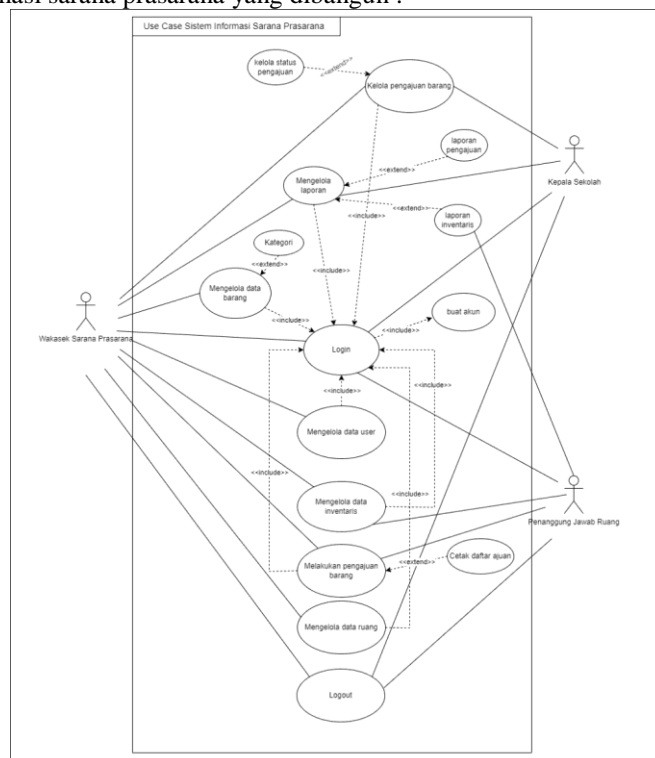 masi sarana prasarana yang dibangun :
Use Case Sistem Informasi Sarana Prasarana
kelola status
pengajuan
<<extend>>
Kelola pengajuan barang
laporan
pengajuan
Kepala Sekolah
<<extend>>
Mengelola
laporan
<<extend>>
<<include>>
laporan
inventaris
Kategori
<<extend>>
<<include>>
Mengelola data
barang
Wakasek Sarana Prasarana
<<include>>
<<include>>
buat akun
Login
<<include>>
<<include>>
Mengelola data user
<<include>>
<<include>>
Mengelola data
inventaris
Penanggung Jawab Ruang
Melakukan pengajuan
barang
<<extend>>
Cetak daftar ajuan
Mengelola data ruang
Logout